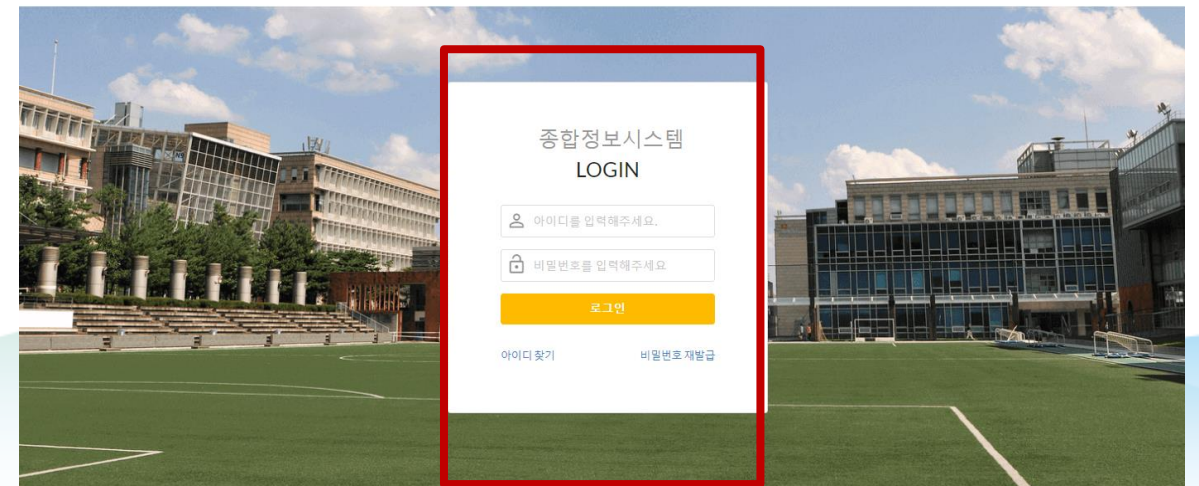 종합정보시스템
LOGIN
아이디를 입력해주세요.
비밀번호를 입력해주세요
로그인
아이디 찾기 비밀번호 재발급